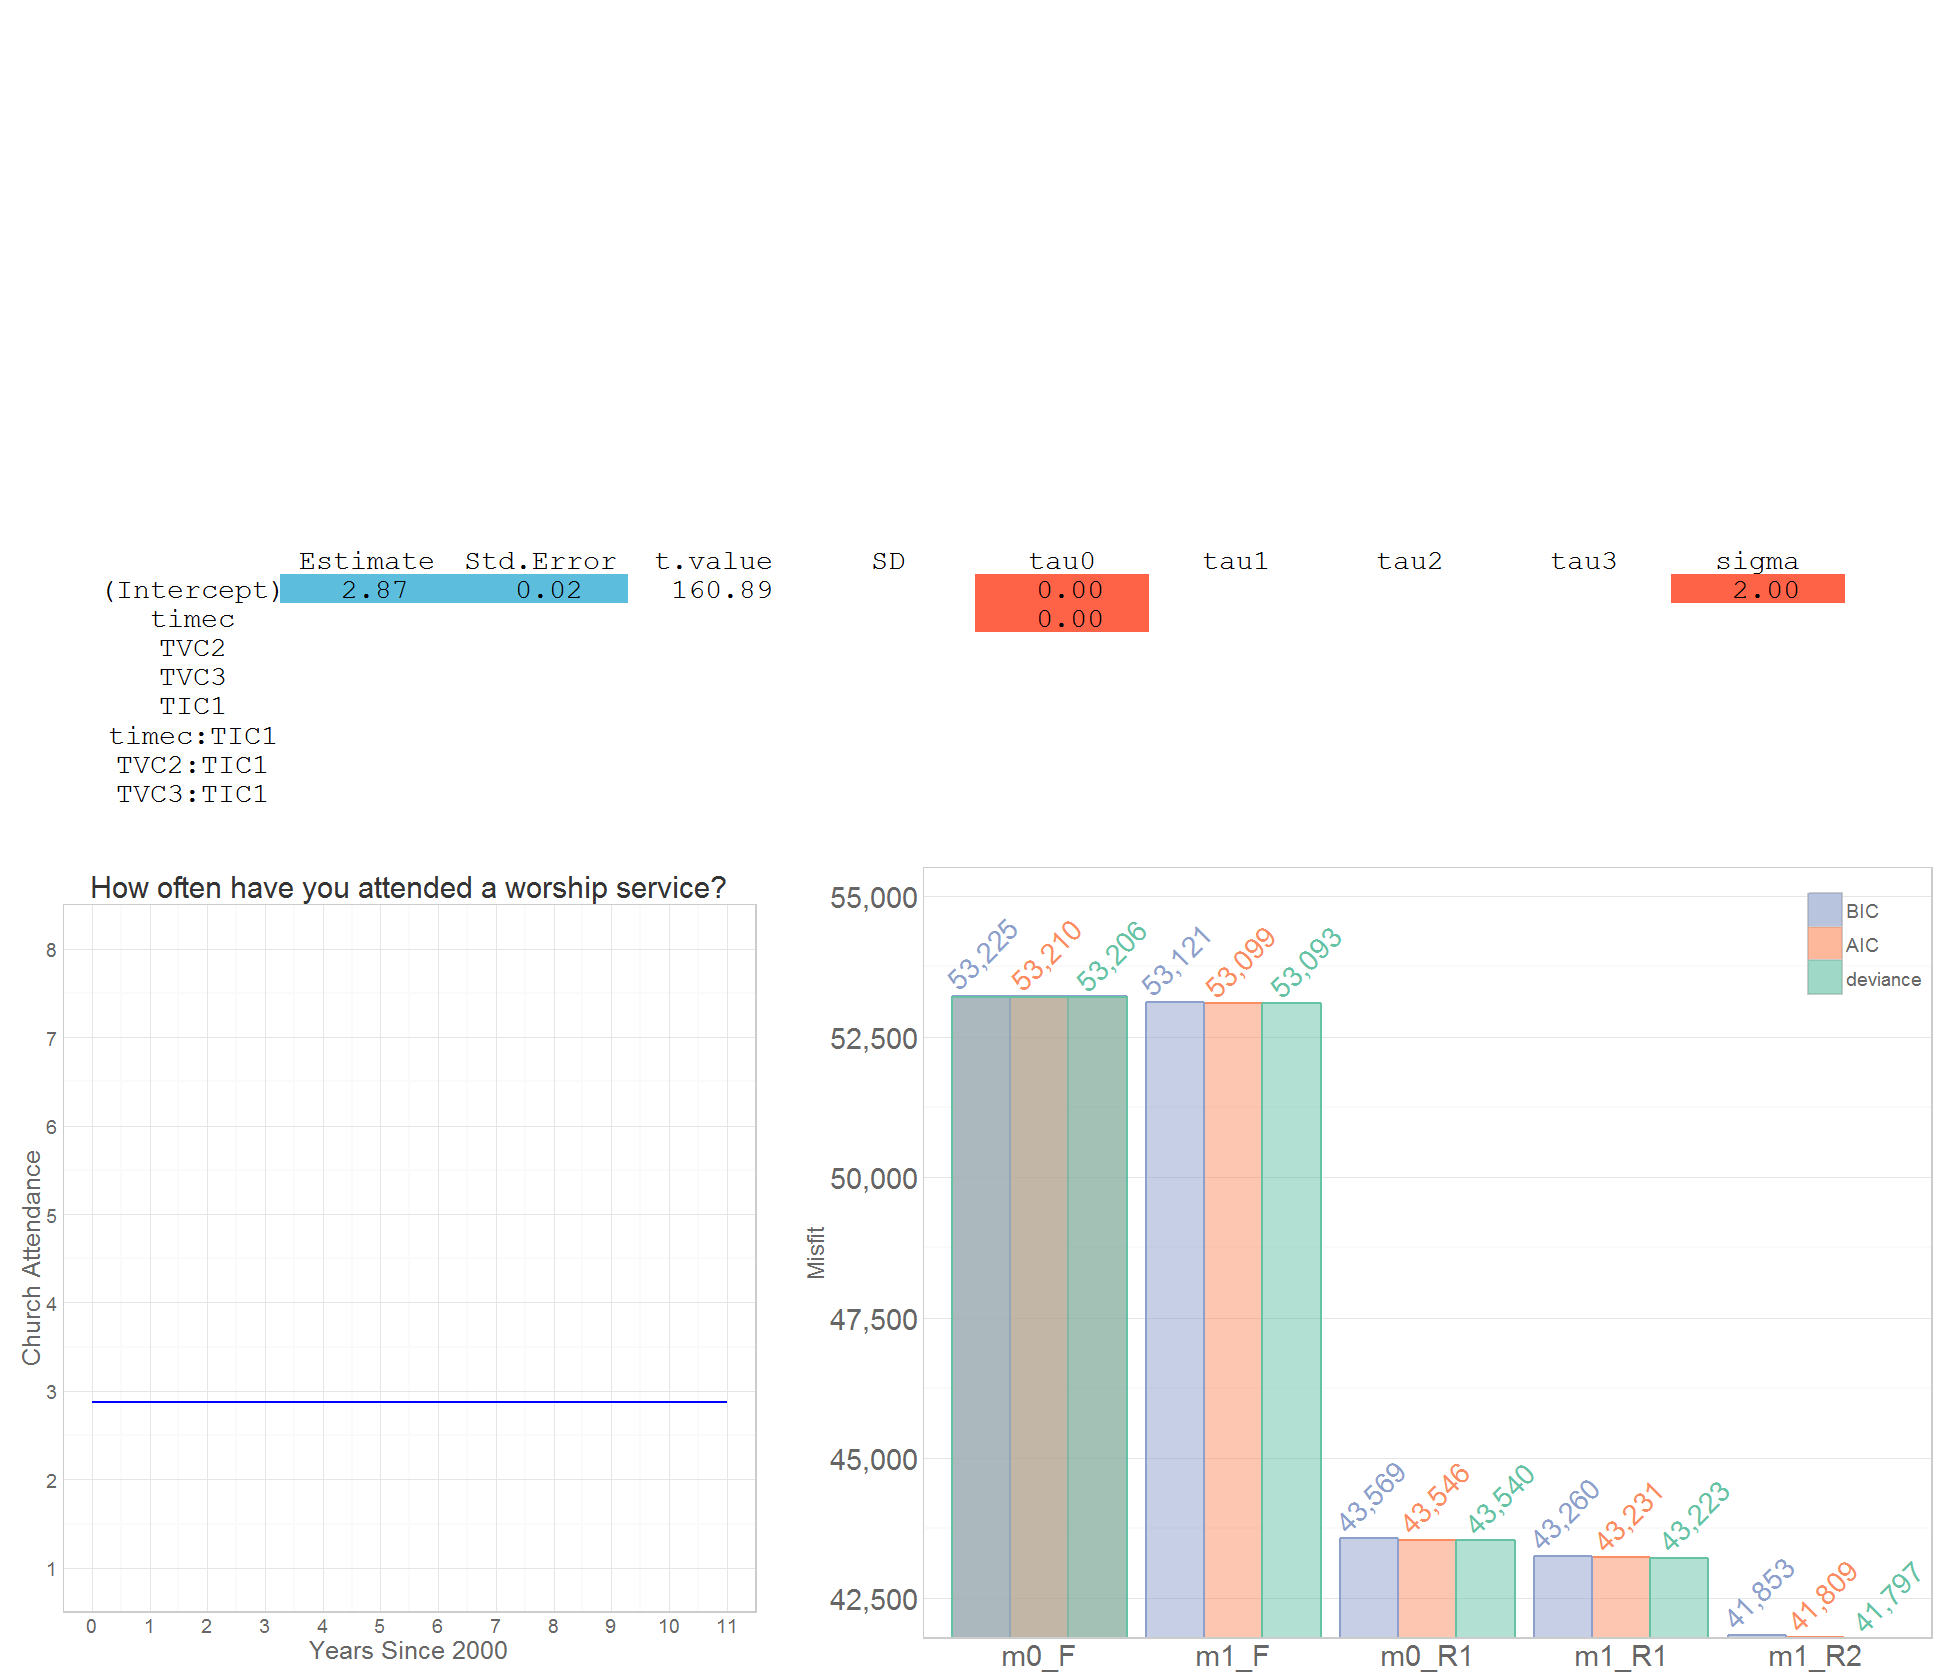 Estimate Std.Error t.value SD tau0 tau1 tau2 tau3 sigma
(Intercept) 2.87 0.02 160.89 0.00 2.00
timec 0.00
TVC2
TVC3
TIC1
timec:TIC1
TVC2:TIC1
TVC3:TIC1
How often have you attended a worship service?
Church Attendance
8
7
6
5
4
3
2
1
0 1 2 3 4 5 6 7 8 9 10 11
Years Since 2000
Misfit
55,000
52,500
50,000
47,500
45,000
42,500
53,225 53,210 53,206 53,121 53,099 53,093
43,569 43,546 43,540 43,260 43,231 43,223
41,853 41,809 41,797
BIC
AIC
deviance
m0_F m1_F m0_R1 m1_R1 m1_R2